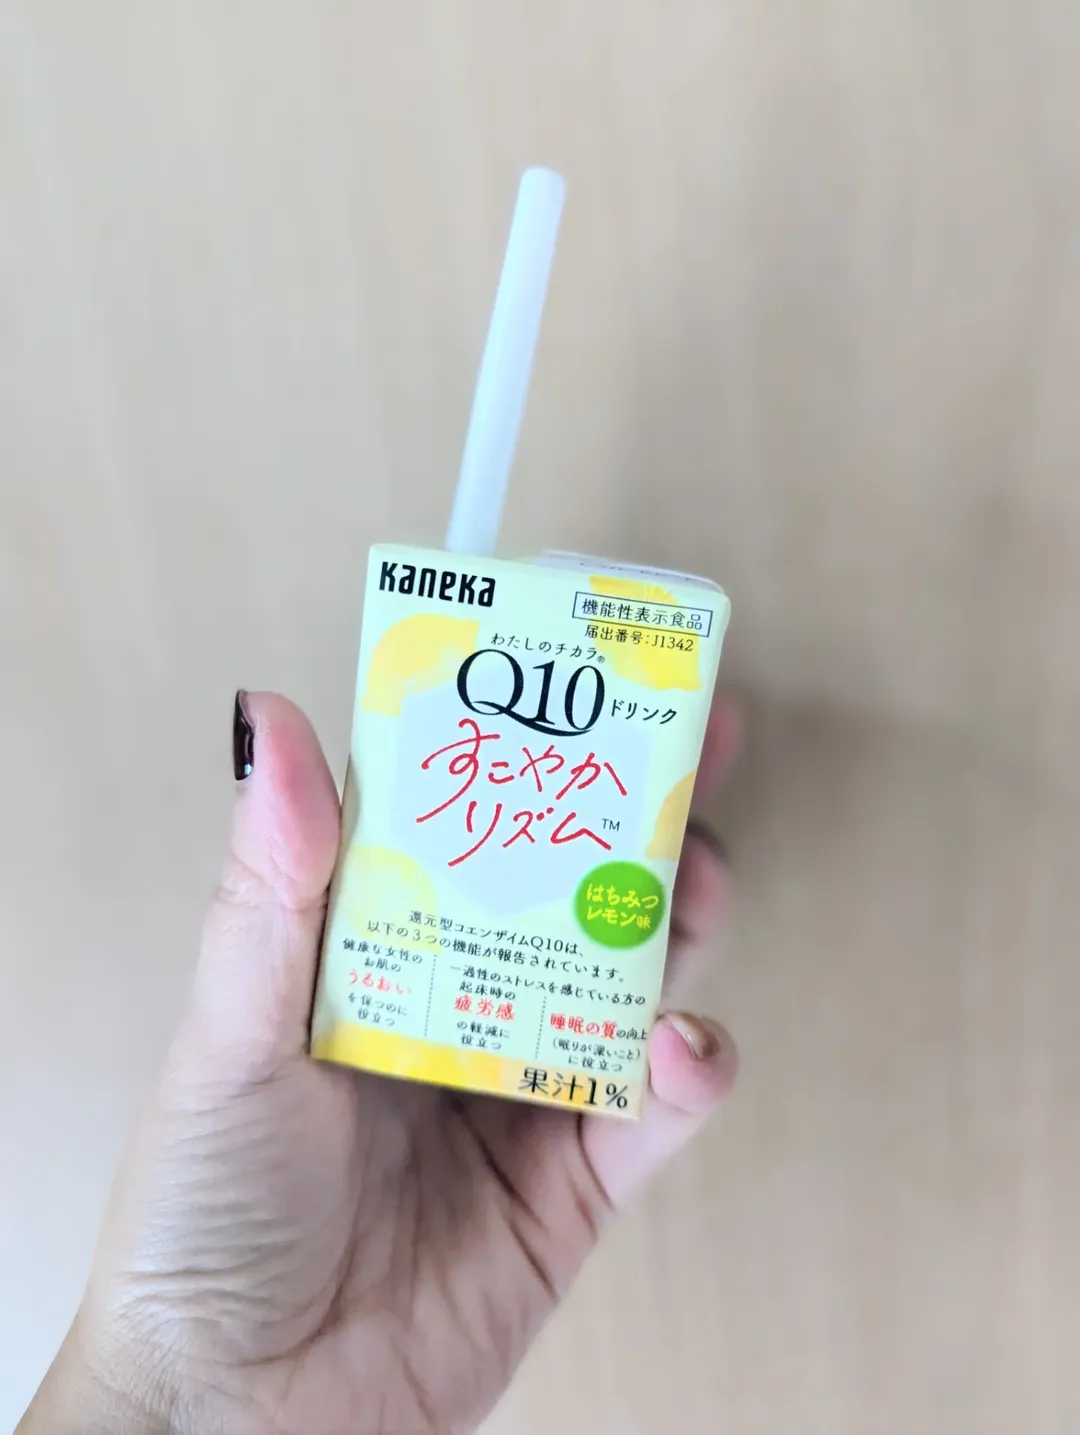 Kaneka
機能性表示食品
届出番号:J1342
わたしのチカラ®
Q10ドリンク
すこやか
リズム™
はちみつ
レモン味
還元型コエンザイムQ10は、
以下の3つの機能が報告されています。
健康な女性の
お肌の
うるおい
を保つのに
役立つ
一過性のストレスを感じている方の
起床時の
疲労感
の軽減に
役立つ
睡眠の質の向上
(眠りが深いこと)
に役立つ
果汁1%